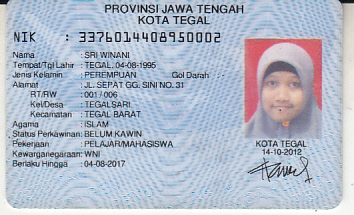 PROVINSI JAWA TENGAH
KOTA TEGAL
NIK : 3376014408950002
Nama : SRI WINANI
Tempat/Tgl Lahir : TEGAL, 04-08-1995
Jenis Kelamin : PEREMPUAN Gol Darah : -
Alamat : JL. SEPAT GG. SINI NO. 31
RT/RW : 001 / 006
Kel/Desa : TEGALSARI
Kecamatan : TEGAL BARAT
Agama : ISLAM
Status Perkawinan: BELUM KAWIN
Pekerjaan : PELAJAR/MAHASISWA
Kewarganegaraan: WNI
Berlaku Hingga : 04-08-2017
KOTA TEGAL
14-10-2012